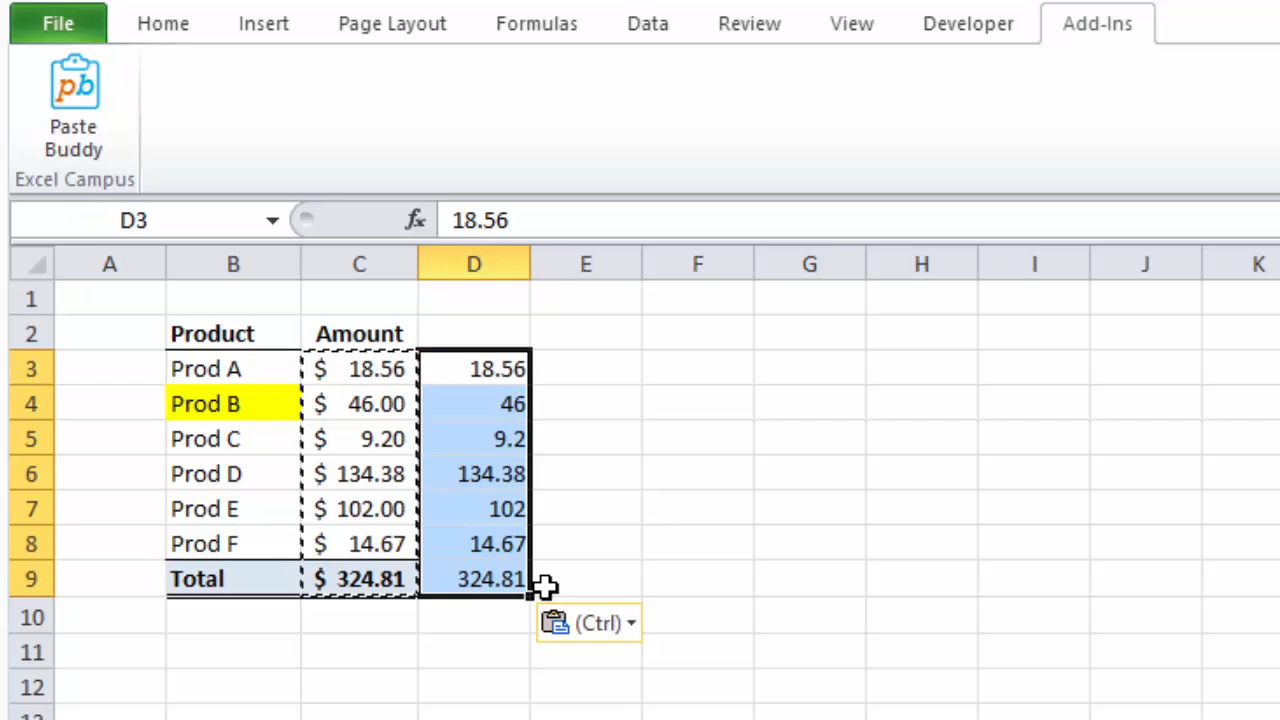 File Home Insert Page Layout Formulas Data Review View Developer Add-Ins
pb
Paste
Buddy
Excel Campus
D3 fx 18.56
A B C D E F G H I J K
1
2 Product Amount
3 Prod A $ 18.56 18.56
4 Prod B $ 46.00 46
5 Prod C $ 9.20 9.2
6 Prod D $ 134.38 134.38
7 Prod E $ 102.00 102
8 Prod F $ 14.67 14.67
9 Total $ 324.81 324.81
10 (Ctrl)
11
12
13